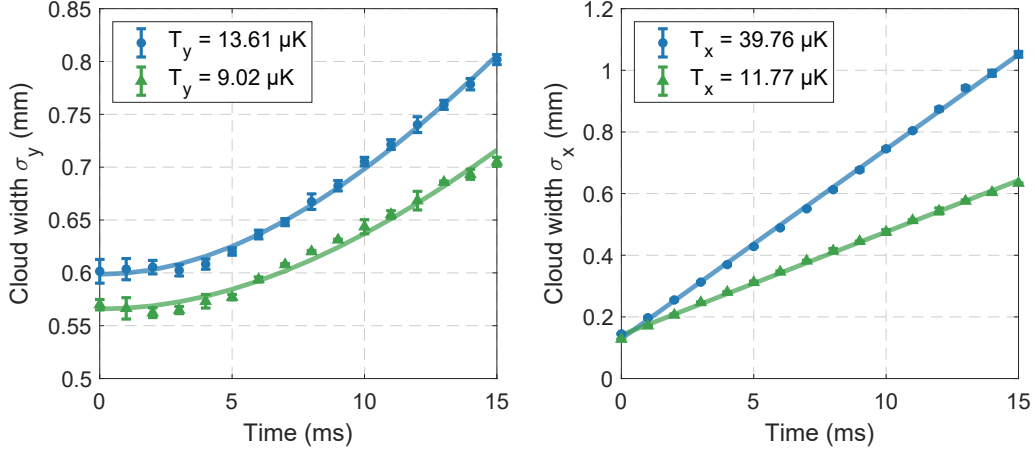 T_y = 13.61 μK
T_y = 9.02 μK
0.8
0.75
0.7
0.65
0.6
0.55
0.5
Cloud width σ_y (mm)
0
5
10
15
Time (ms)
T_x = 39.76 μK
T_x = 11.77 μK
1.2
1
0.8
0.6
0.4
0.2
0
Cloud width σ_x (mm)
0
5
10
15
Time (ms)